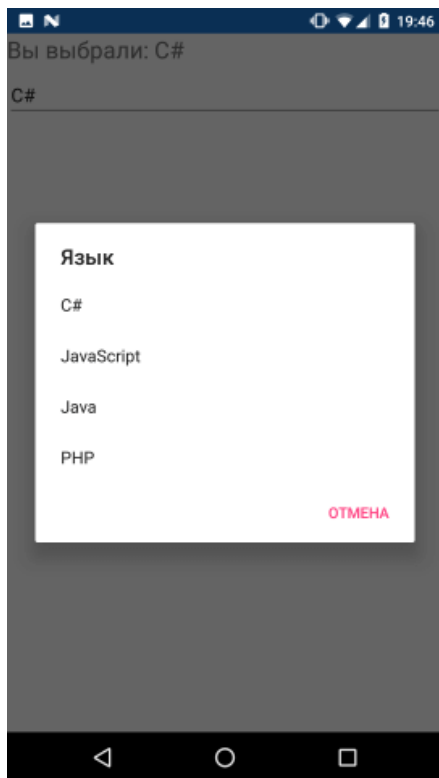 19:46
Вы выбрали: C#
C#
Язык
C#
JavaScript
Java
PHP
ОТМЕНА